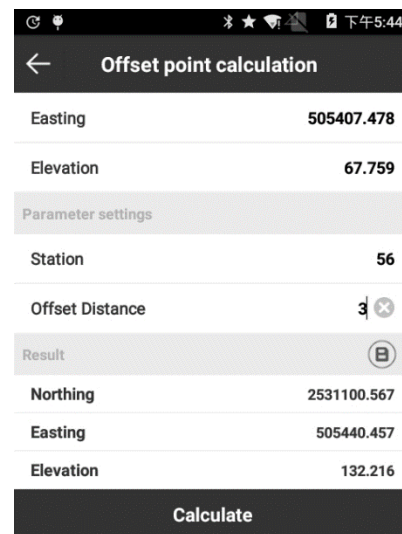 下午5:44
Offset point calculation
Easting 505407.478
Elevation 67.759
Parameter settings
Station 56
Offset Distance 3
Result
Northing 2531100.567
Easting 505440.457
Elevation 132.216
Calculate